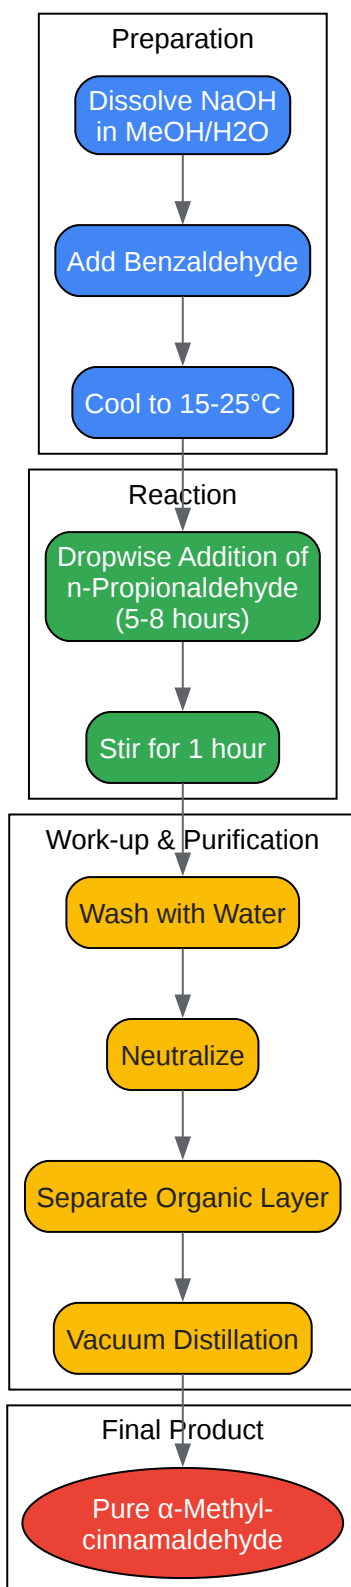 Preparation
Dissolve NaOH
in MeOH/H2O
Add Benzaldehyde
Cool to 15-25°C
Reaction
Dropwise Addition of
n-Propionaldehyde
(5-8 hours)
Stir for 1 hour
Work-up & Purification
Wash with Water
Neutralize
Separate Organic Layer
Vacuum Distillation
Final Product
Pure α-Methyl-
cinnamaldehyde